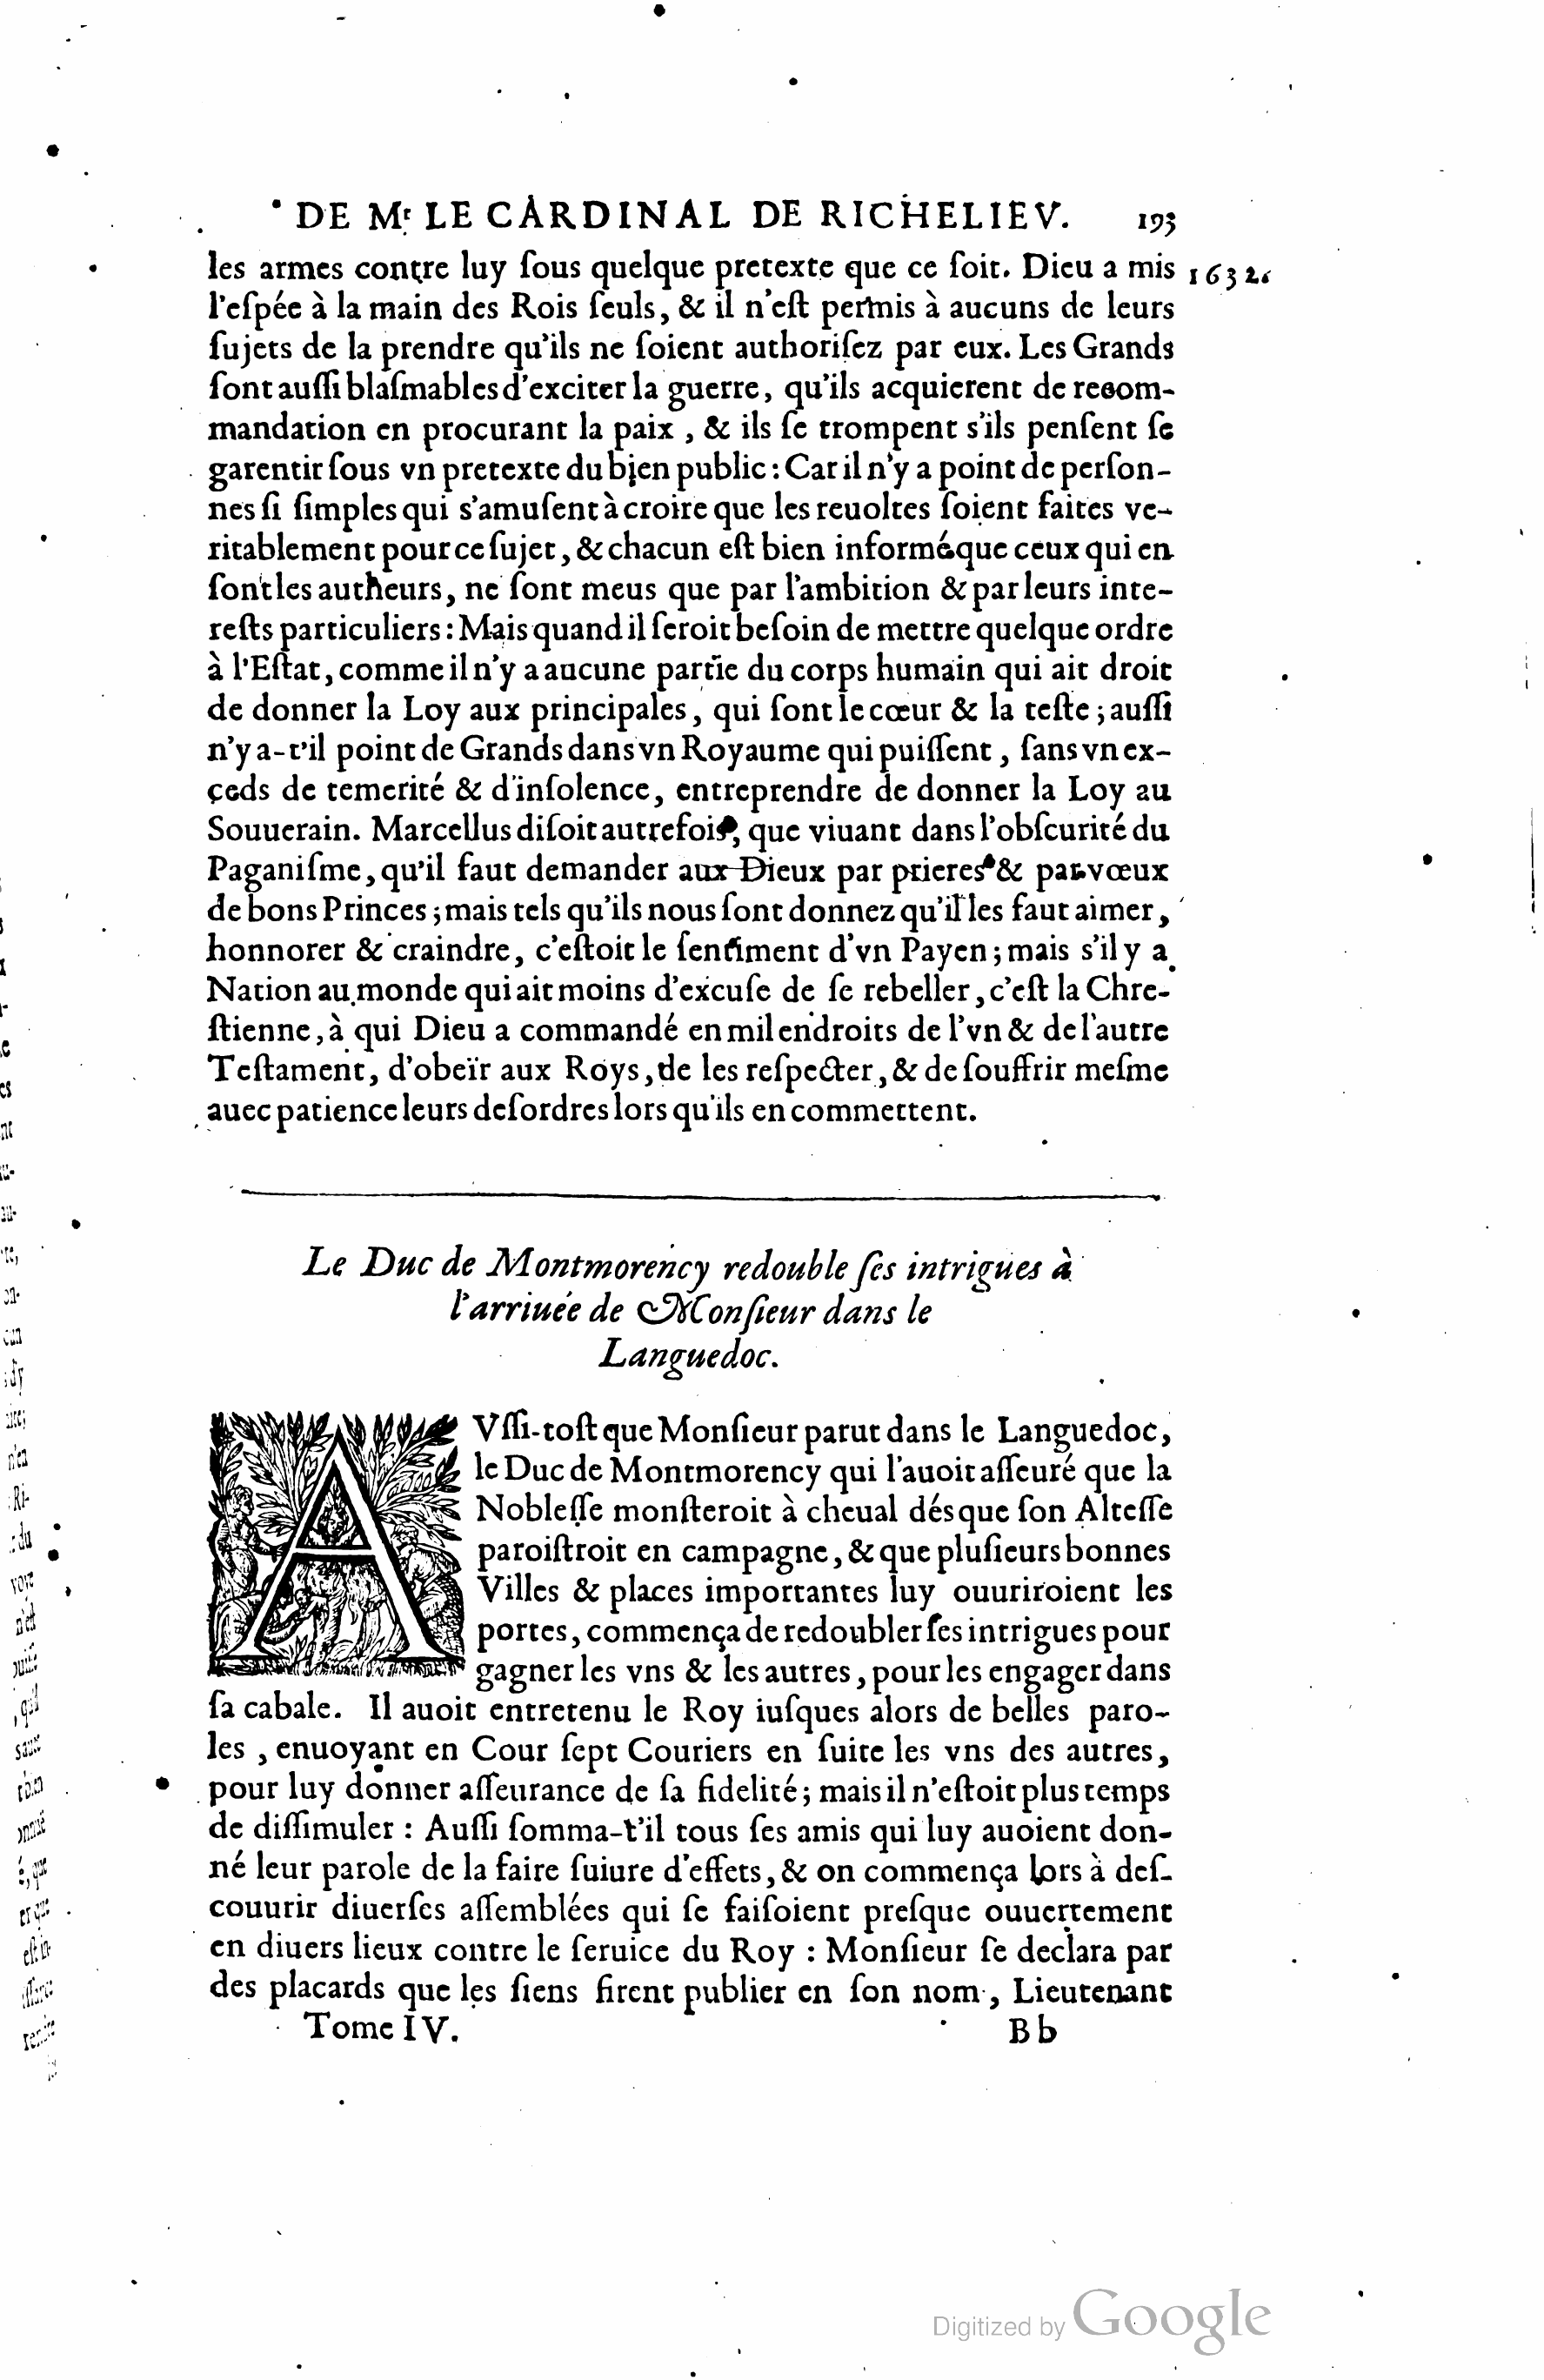 DE Mr LE CARDINAL DE RICHELIEV. 193
les armes contre luy ſous quelque pretexte que ce ſoit. Dieu a mis 1632.
l'eſpée à la main des Rois ſeuls, & il n'eſt permis à aucuns de leurs
ſujets de la prendre qu'ils ne ſoient authoriſez par eux. Les Grands
ſont auſſi blaſmables d'exciter la guerre, qu'ils acquierent de recom-
mandation en procurant la paix, & ils ſe trompent s'ils penſent ſe
garentir ſous vn pretexte du bien public: Car il n'y a point de perſon-
nes ſi ſimples qui s'amuſent à croire que les reuoltes ſoient faites ve-
ritablement pour ce ſujet, & chacun eſt bien informé que ceux qui en
ſont les autheurs, ne ſont meus que par l'ambition & par leurs inte-
reſts particuliers: Mais quand il ſeroit beſoin de mettre quelque ordre
à l'Eſtat, comme il n'y a aucune partie du corps humain qui ait droit
de donner la Loy aux principales, qui ſont le cœur & la teſte; auſſi
n'y a-t'il point de Grands dans vn Royaume qui puiſſent, ſans vn ex-
ceds de temerité & d'inſolence, entreprendre de donner la Loy au
Souuerain. Marcellus diſoit autrefois, que viuant dans l'obſcurité du
Paganiſme, qu'il faut demander aux Dieux par prieres & par vœux
de bons Princes; mais tels qu'ils nous ſont donnez qu'il les faut aimer,
honnorer & craindre, c'eſtoit le ſentiment d'vn Payen; mais s'il y a
Nation au monde qui ait moins d'excuſe de ſe rebeller, c'eſt la Chre-
ſtienne, à qui Dieu a commandé en mil endroits de l'vn & de l'autre
Teſtament, d'obeïr aux Roys, de les reſpecter, & de ſouffrir meſme
auec patience leurs deſordres lors qu'ils en commettent.
Le Duc de Montmorency redouble ſes intrigues à
l'arriuée de Monſieur dans le
Languedoc.
AVſſi-toſt que Monſieur parut dans le Languedoc,
le Duc de Montmorency qui l'auoit aſſeuré que la
Nobleſſe monſteroit à cheual dés que ſon Alteſſe
paroiſtroit en campagne, & que pluſieurs bonnes
Villes & places importantes luy ouuriroient les
portes, commença de redoubler ſes intrigues pour
gagner les vns & les autres, pour les engager dans
ſa cabale. Il auoit entretenu le Roy iuſques alors de belles paro-
les, enuoyant en Cour ſept Couriers en ſuite les vns des autres,
pour luy donner aſſeurance de ſa fidelité; mais il n'eſtoit plus temps
de diſſimuler: Auſſi ſomma-t'il tous ſes amis qui luy auoient don-
né leur parole de la faire ſuiure d'effets, & on commença lors à deſ-
couurir diuerſes aſſemblées qui ſe faiſoient preſque ouuertement
en diuers lieux contre le ſeruice du Roy: Monſieur ſe declara par
des placards que les ſiens firent publier en ſon nom, Lieutenant
Tome IV. Bb
Digitized by Google